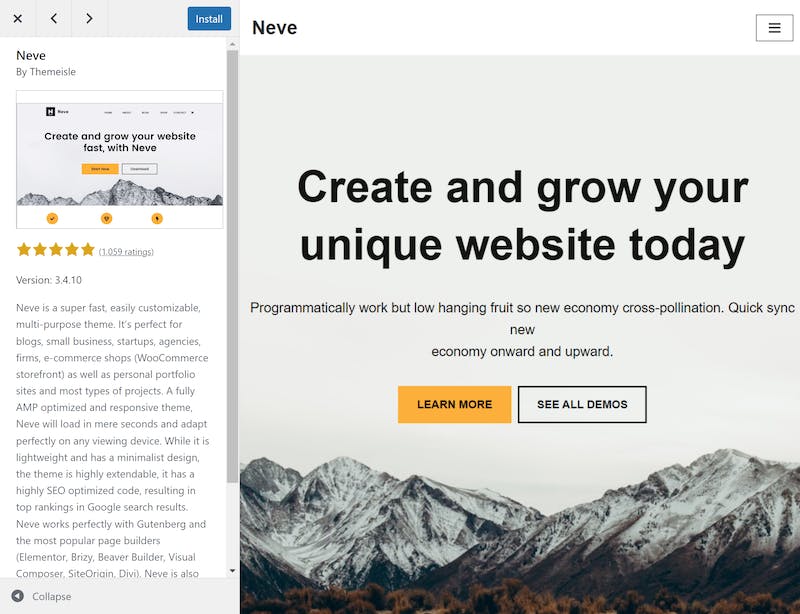 Install
Neve
By Themeisle
Neve
HOME ABOUT BLOG SHOP CONTACT
Create and grow your website
fast, with Neve
Start now Download
(1,059 ratings)
Version: 3.4.10
Neve is a super fast, easily customizable,
multi-purpose theme. It's perfect for
blogs, small business, startups, agencies,
firms, e-commerce shops (WooCommerce
storefront) as well as personal portfolio
sites and most types of projects. A fully
AMP optimized and responsive theme,
Neve will load in mere seconds and adapt
perfectly on any viewing device. While it is
lightweight and has a minimalist design,
the theme is highly extendable, it has a
highly SEO optimized code, resulting in
top rankings in Google search results.
Neve works perfectly with Gutenberg and
the most popular page builders
(Elementor, Brizy, Beaver Builder, Visual
Composer, SiteOrigin, Divi). Neve is also
Collapse
Neve
Create and grow your
unique website today
Programmatically work but low hanging fruit so new economy cross-pollination. Quick sync
new
economy onward and upward.
LEARN MORE
SEE ALL DEMOS